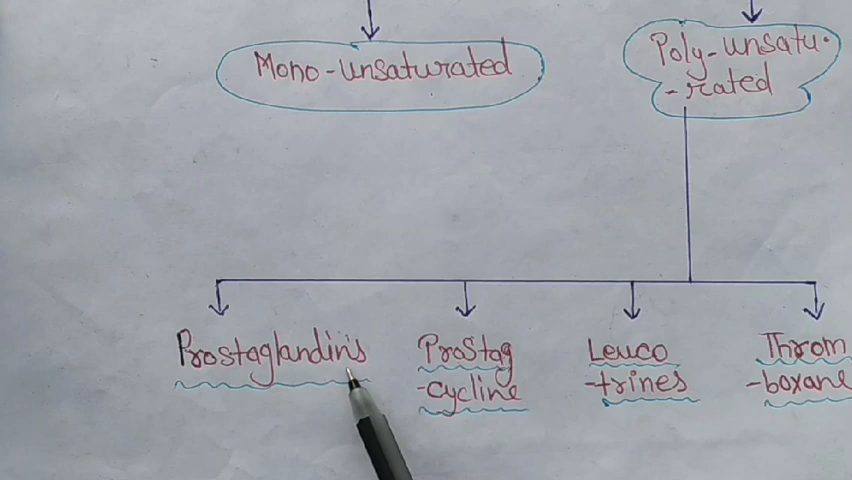 Mono-unsaturated
Poly-unsatu.
-rated
Prostaglandins
Prostag
-cycline
Leuco
-trines
Throm
-boxane